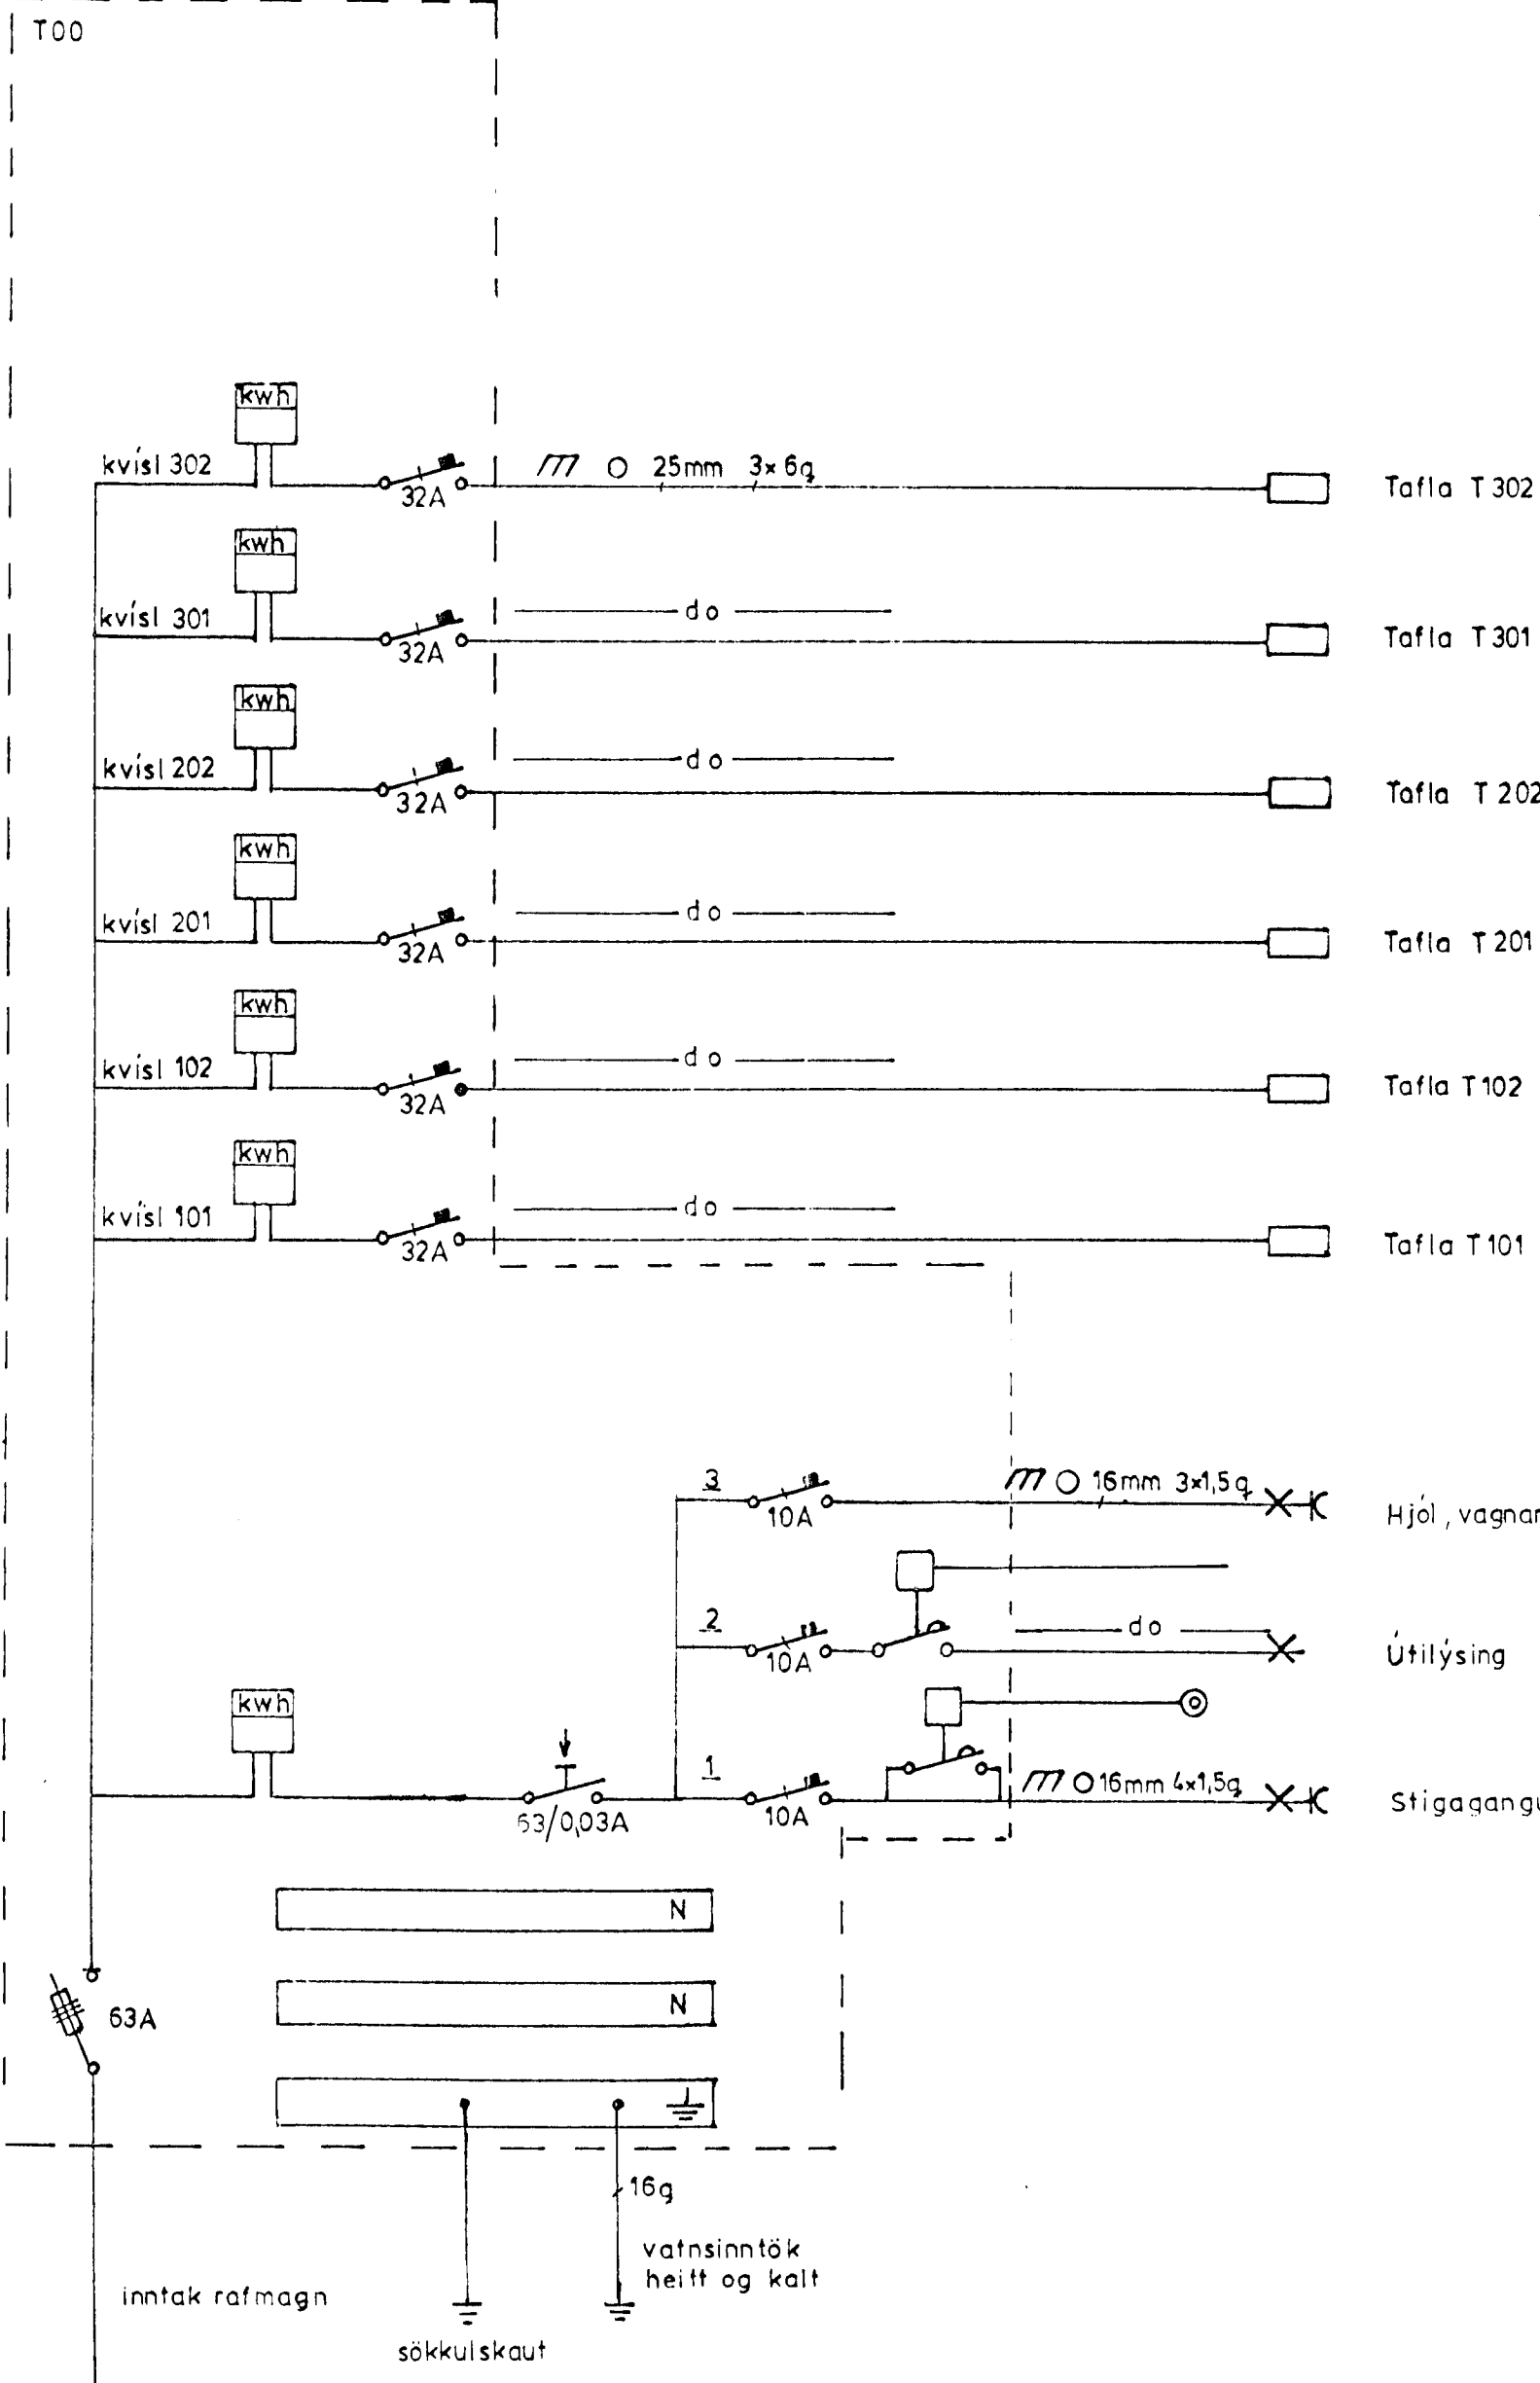 T00
kwh
kvísl 302
32A
25mm 3x6q
Tafla T302
kwh
kvísl 301
32A
do
Tafla T301
kwh
kvísl 202
32A
do
Tafla T202
kwh
kvísl 201
32A
do
Tafla T201
kwh
kvísl 102
32A
do
Tafla T102
kwh
kvísl 101
32A
do
Tafla T101
3
10A
16mm 3x1,5q
Hjól, vagnar
2
10A
do
Útilýsing
kwh
63/0,03A
1
10A
16mm 4x1,5q
Stigagangu
N
63A
N
16q
vatnsinntök
heitt og kalt
inntak rafmagn
sökkulskaut